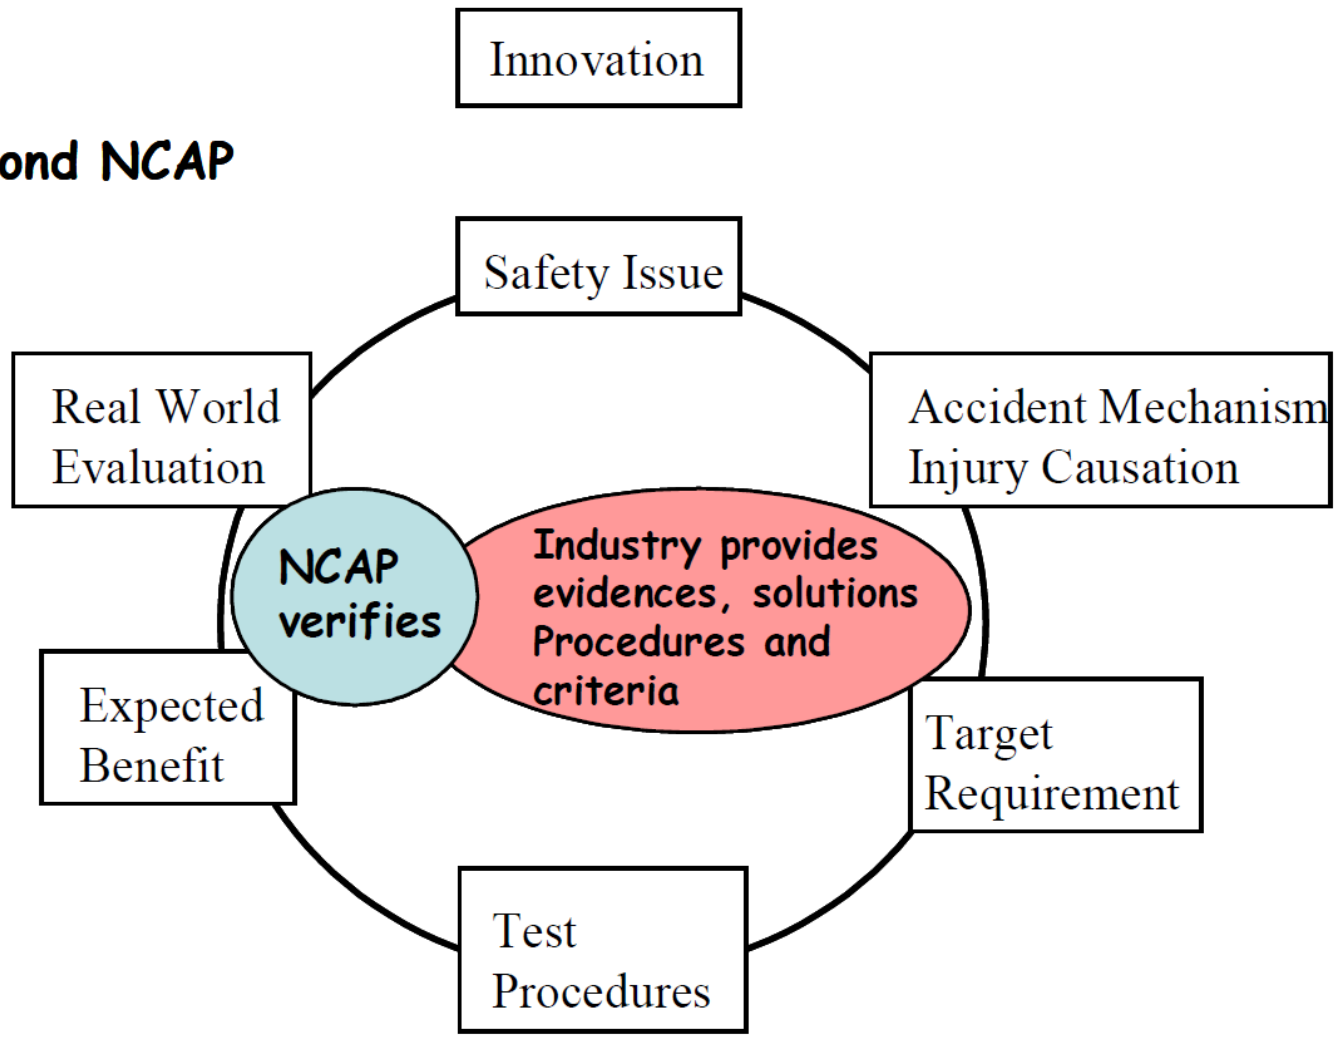 Innovation
ond NCAP
Safety Issue
Real World
Evaluation
Accident Mechanism
Injury Causation
NCAP
verifies
Industry provides
evidences, solutions
Procedures and
criteria
Expected
Benefit
Target
Requirement
Test
Procedures